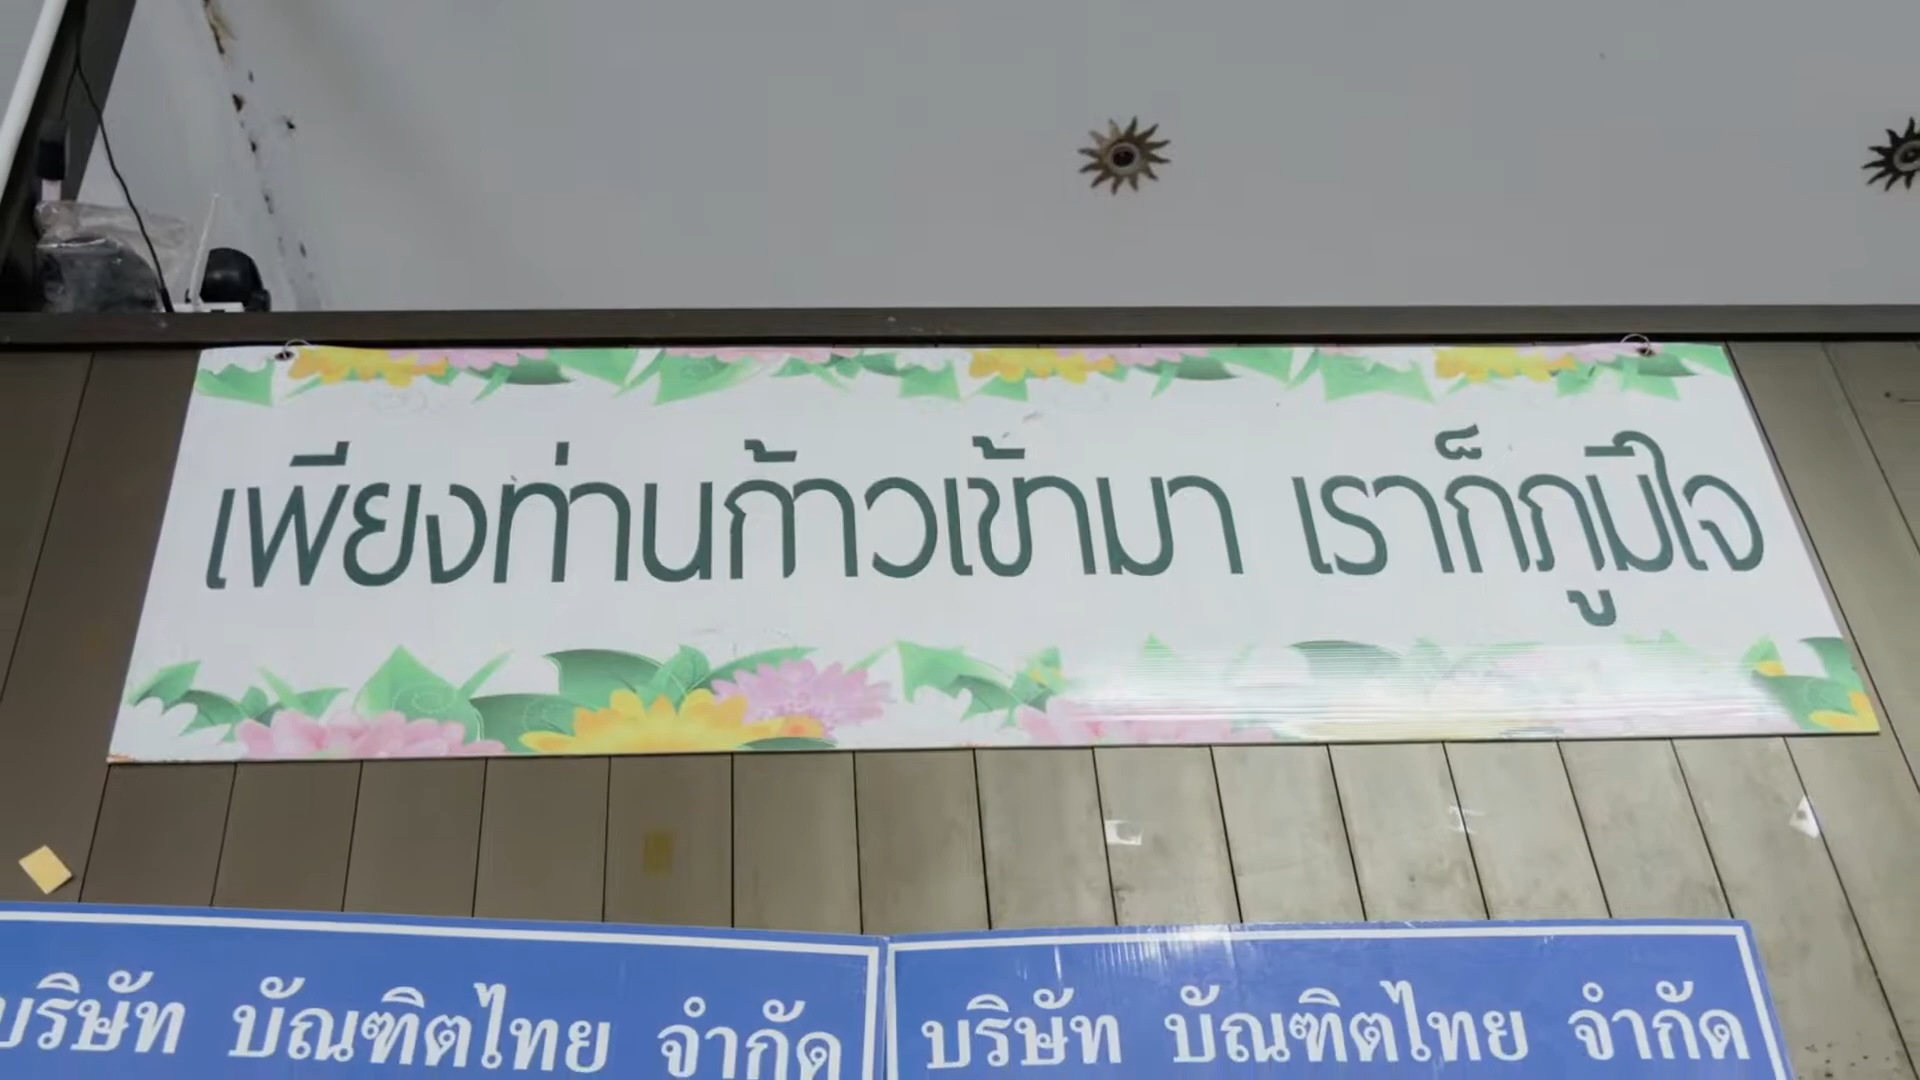 เพียงท่านก้าวเข้ามา เราก็ภูมีใจ
บริษัท บัณฑิตไทย จำกัด
บริษัท บัณฑิตไทย จำกัด